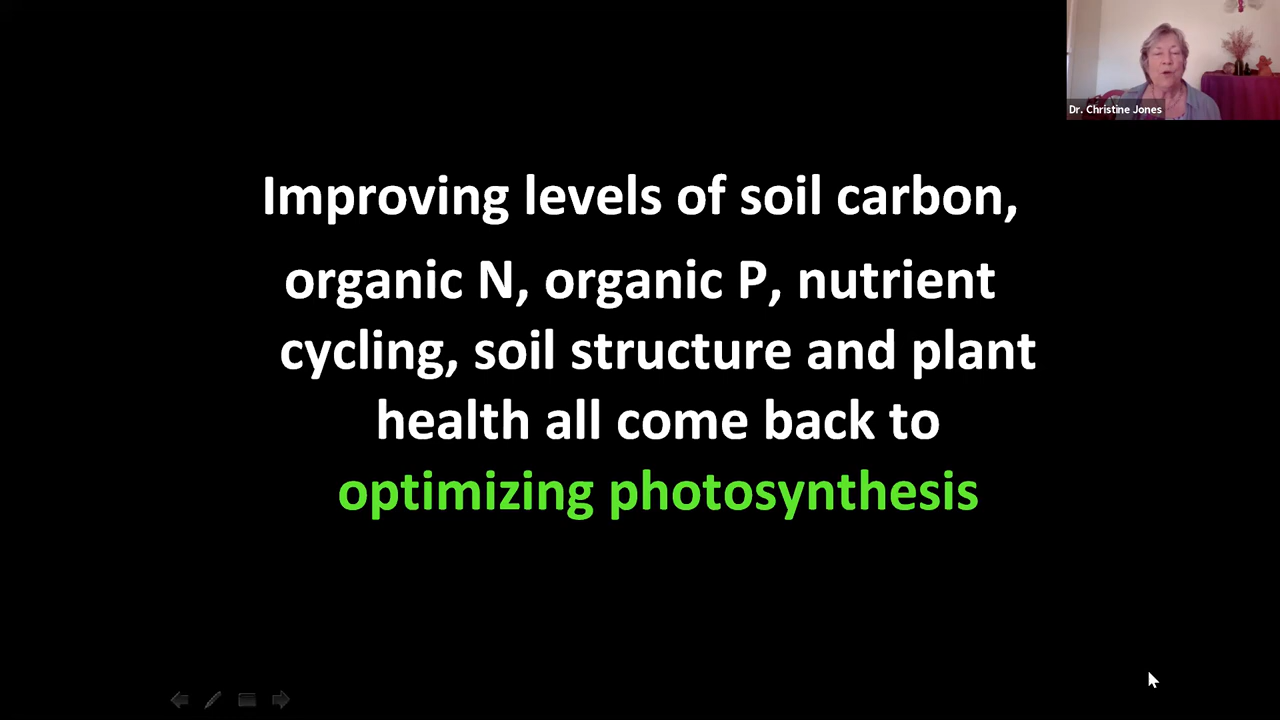 Dr. Christine Jones
Improving levels of soil carbon,
organic N, organic P, nutrient
cycling, soil structure and plant
health all come back to
optimizing photosynthesis